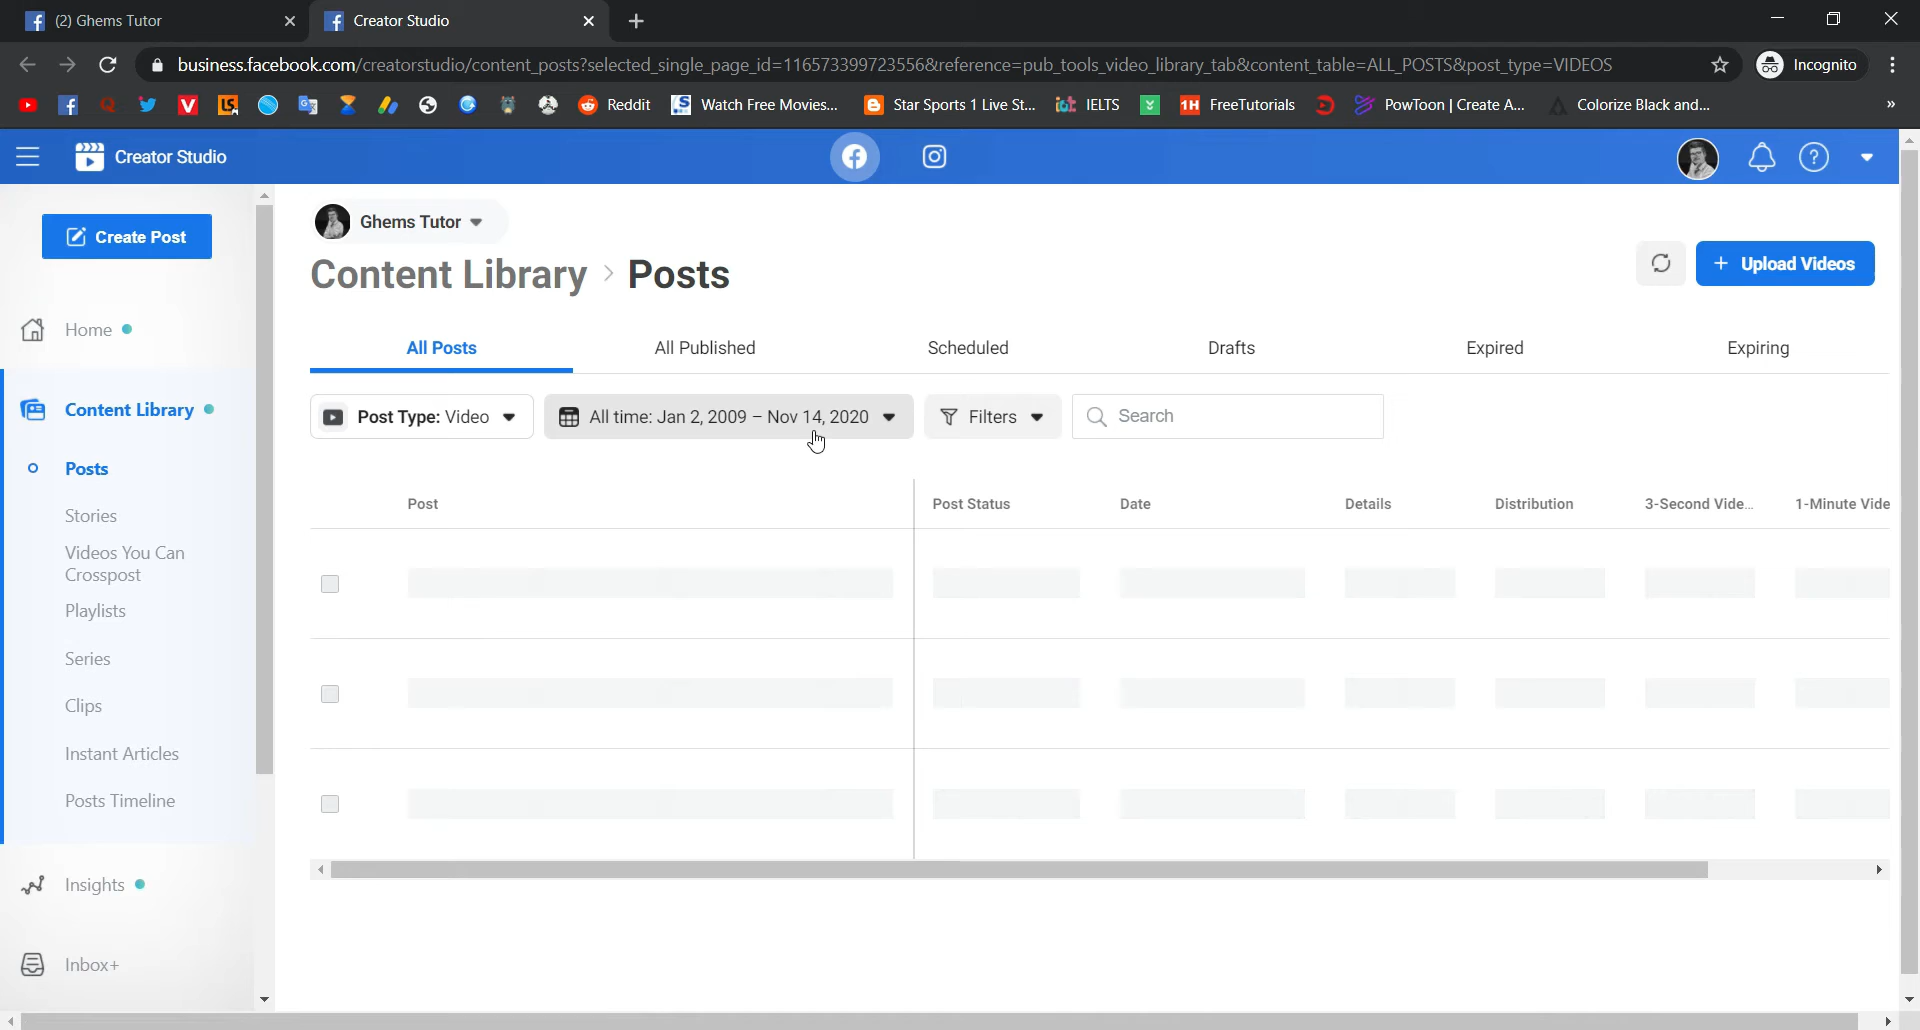 (2) Ghems Tutor
Creator Studio
business.facebook.com/creatorstudio/content_posts?selected_single_page_id=116573399723556&reference=pub_tools_video_library_tab&content_table=ALL_POSTS&post_type=VIDEOS
Incognito
Reddit
Watch Free Movies...
Star Sports 1 Live St...
IELTS
FreeTutorials
PowToon | Create A...
Colorize Black and...
»
Creator Studio
Create Post
Home
Content Library
Posts
Stories
Videos You Can
Crosspost
Playlists
Series
Clips
Instant Articles
Posts Timeline
Insights
Inbox+
Ghems Tutor
Content Library > Posts
+ Upload Videos
All Posts
All Published
Scheduled
Drafts
Expired
Expiring
Post Type: Video
All time: Jan 2, 2009 – Nov 14, 2020
Filters
Search
Post
Post Status
Date
Details
Distribution
3-Second Vide...
1-Minute Vide